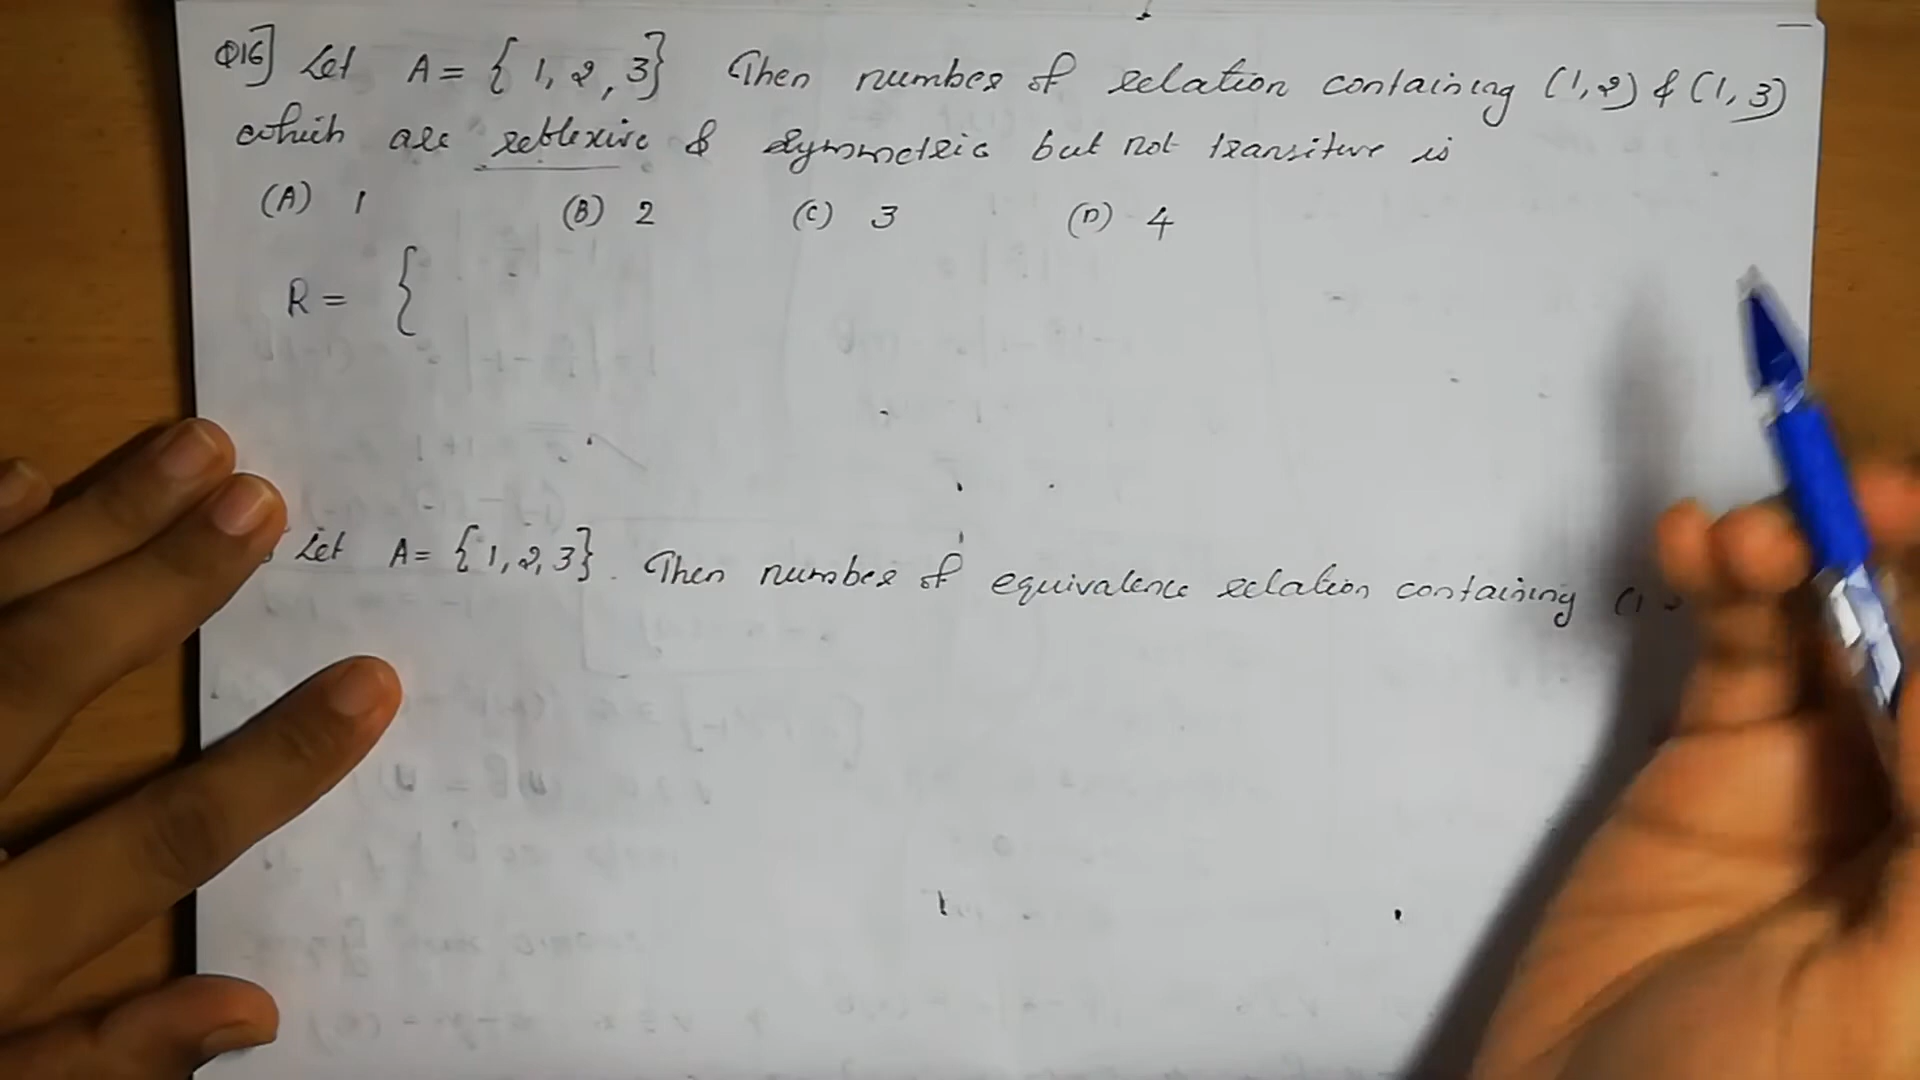 Q16] Let A = { 1, 2, 3} Then number of relation containing (1, 2) & (1, 3)
which are reflexive & symmetric but not transitive is
(A) 1 (B) 2 (C) 3 (D) 4
R = {
Let A = {1, 2, 3}. Then number of equivalence relation containing (1